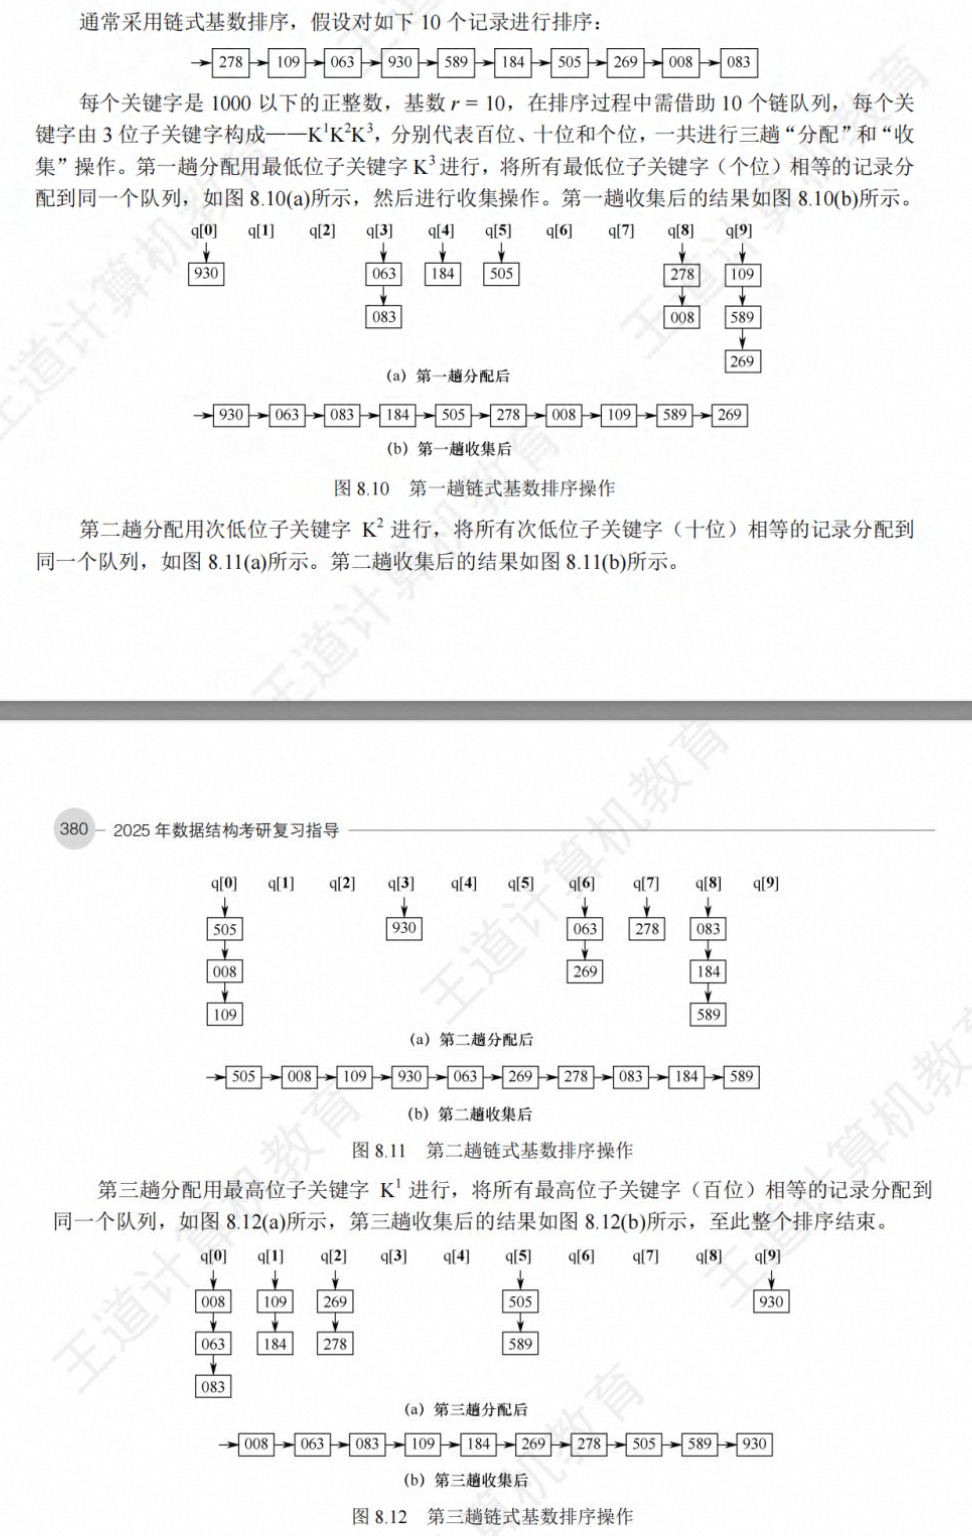 通常采用链式基数排序，假设对如下 10 个记录进行排序：
278 109 063 930 589 184 505 269 008 083
每个关键字是 1000 以下的正整数，基数 r = 10，在排序过程中需借助 10 个链队列，每个关
键字由 3 位子关键字构成——K¹K²K³，分别代表百位、十位和个位，一共进行三趟“分配”和“收
集”操作。第一趟分配用最低位子关键字 K³ 进行，将所有最低位子关键字（个位）相等的记录分
配到同一个队列，如图 8.10(a)所示，然后进行收集操作。第一趟收集后的结果如图 8.10(b)所示。
q[0] q[1] q[2] q[3] q[4] q[5] q[6] q[7] q[8] q[9]
930 063 184 505 278 109
083 008 589
269
(a) 第一趟分配后
930 063 083 184 505 278 008 109 589 269
(b) 第一趟收集后
图 8.10 第一趟链式基数排序操作
第二趟分配用次低位子关键字 K² 进行，将所有次低位子关键字（十位）相等的记录分配到
同一个队列，如图 8.11(a)所示。第二趟收集后的结果如图 8.11(b)所示。
380 2025 年数据结构考研复习指导
q[0] q[1] q[2] q[3] q[4] q[5] q[6] q[7] q[8] q[9]
505 930 063 278 083
008 269 184
109 589
(a) 第二趟分配后
505 008 109 930 063 269 278 083 184 589
(b) 第二趟收集后
图 8.11 第二趟链式基数排序操作
第三趟分配用最高位子关键字 K¹ 进行，将所有最高位子关键字（百位）相等的记录分配到
同一个队列，如图 8.12(a)所示，第三趟收集后的结果如图 8.12(b)所示，至此整个排序结束。
q[0] q[1] q[2] q[3] q[4] q[5] q[6] q[7] q[8] q[9]
008 109 269 505 930
063 184 278 589
083
(a) 第三趟分配后
008 063 083 109 184 269 278 505 589 930
(b) 第三趟收集后
图 8.12 第三趟链式基数排序操作
王道计算机教育